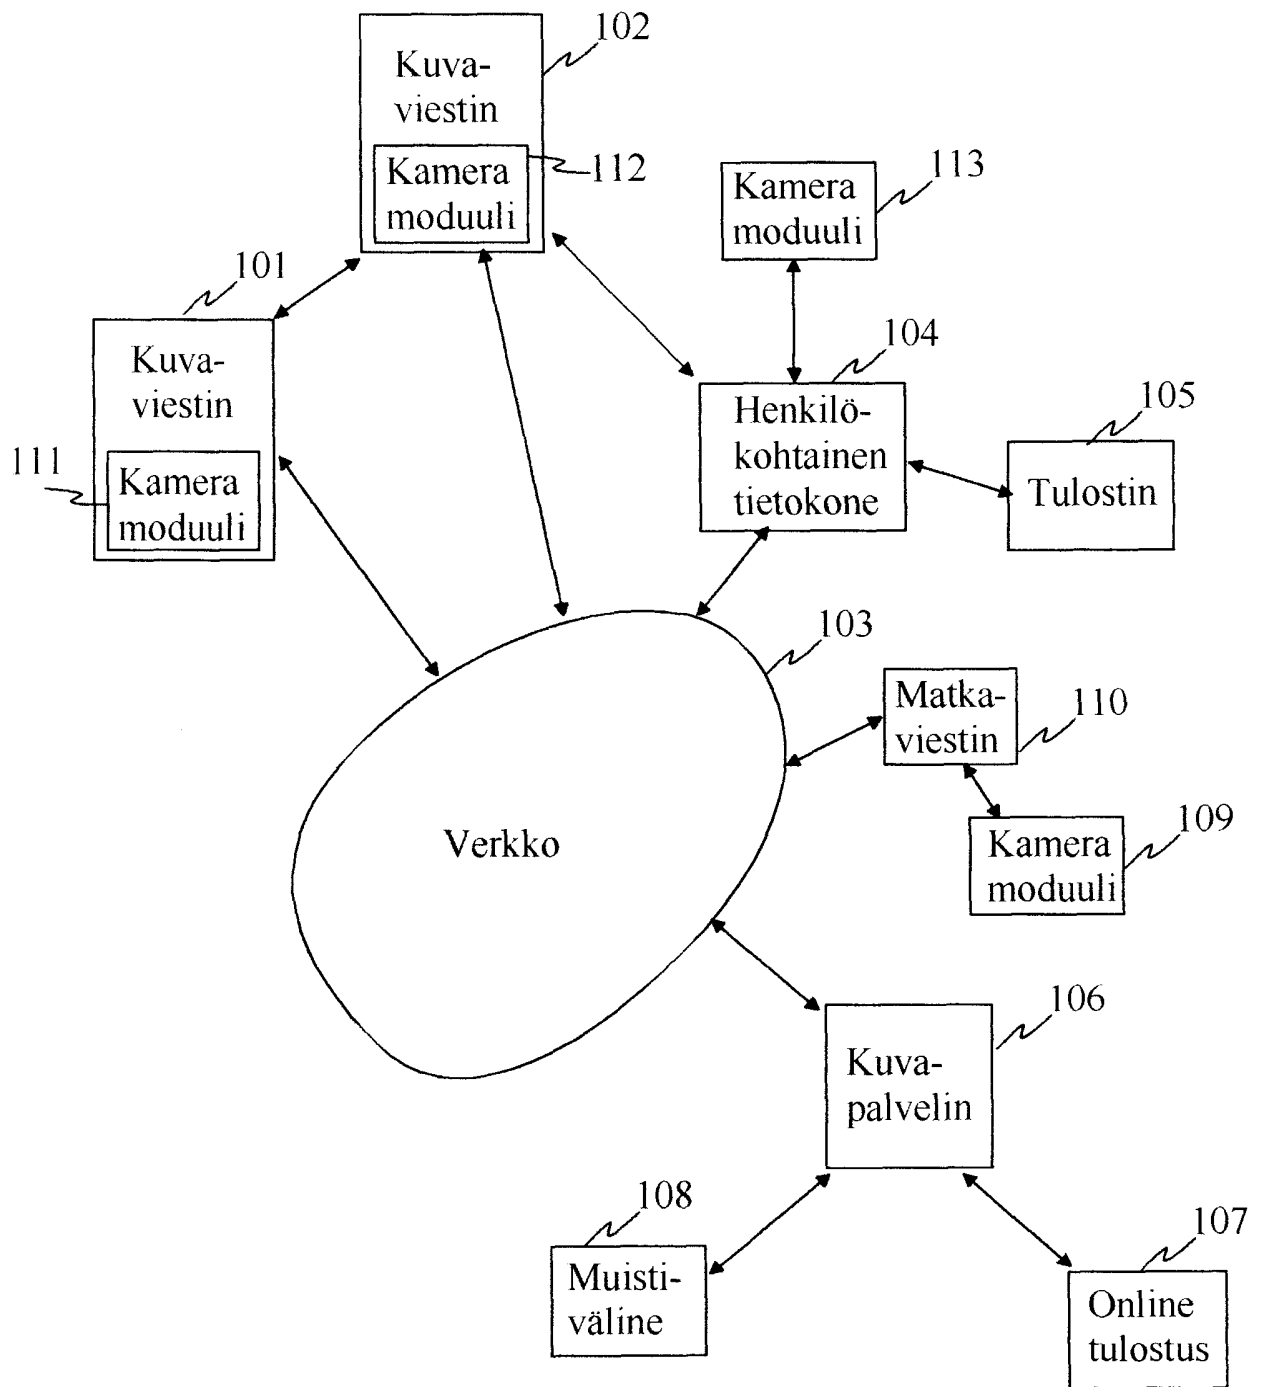 102
Kuva-
viestin
Kamera
moduuli
112
113
Kamera
moduuli
101
Kuva-
viestin
111
Kamera
moduuli
104
Henkilö-
kohtainen
tietokone
105
Tulostin
103
Verkko
Matka-
viestin
110
109
Kamera
moduuli
106
Kuva-
palvelin
108
Muisti-
väline
107
Online
tulostus